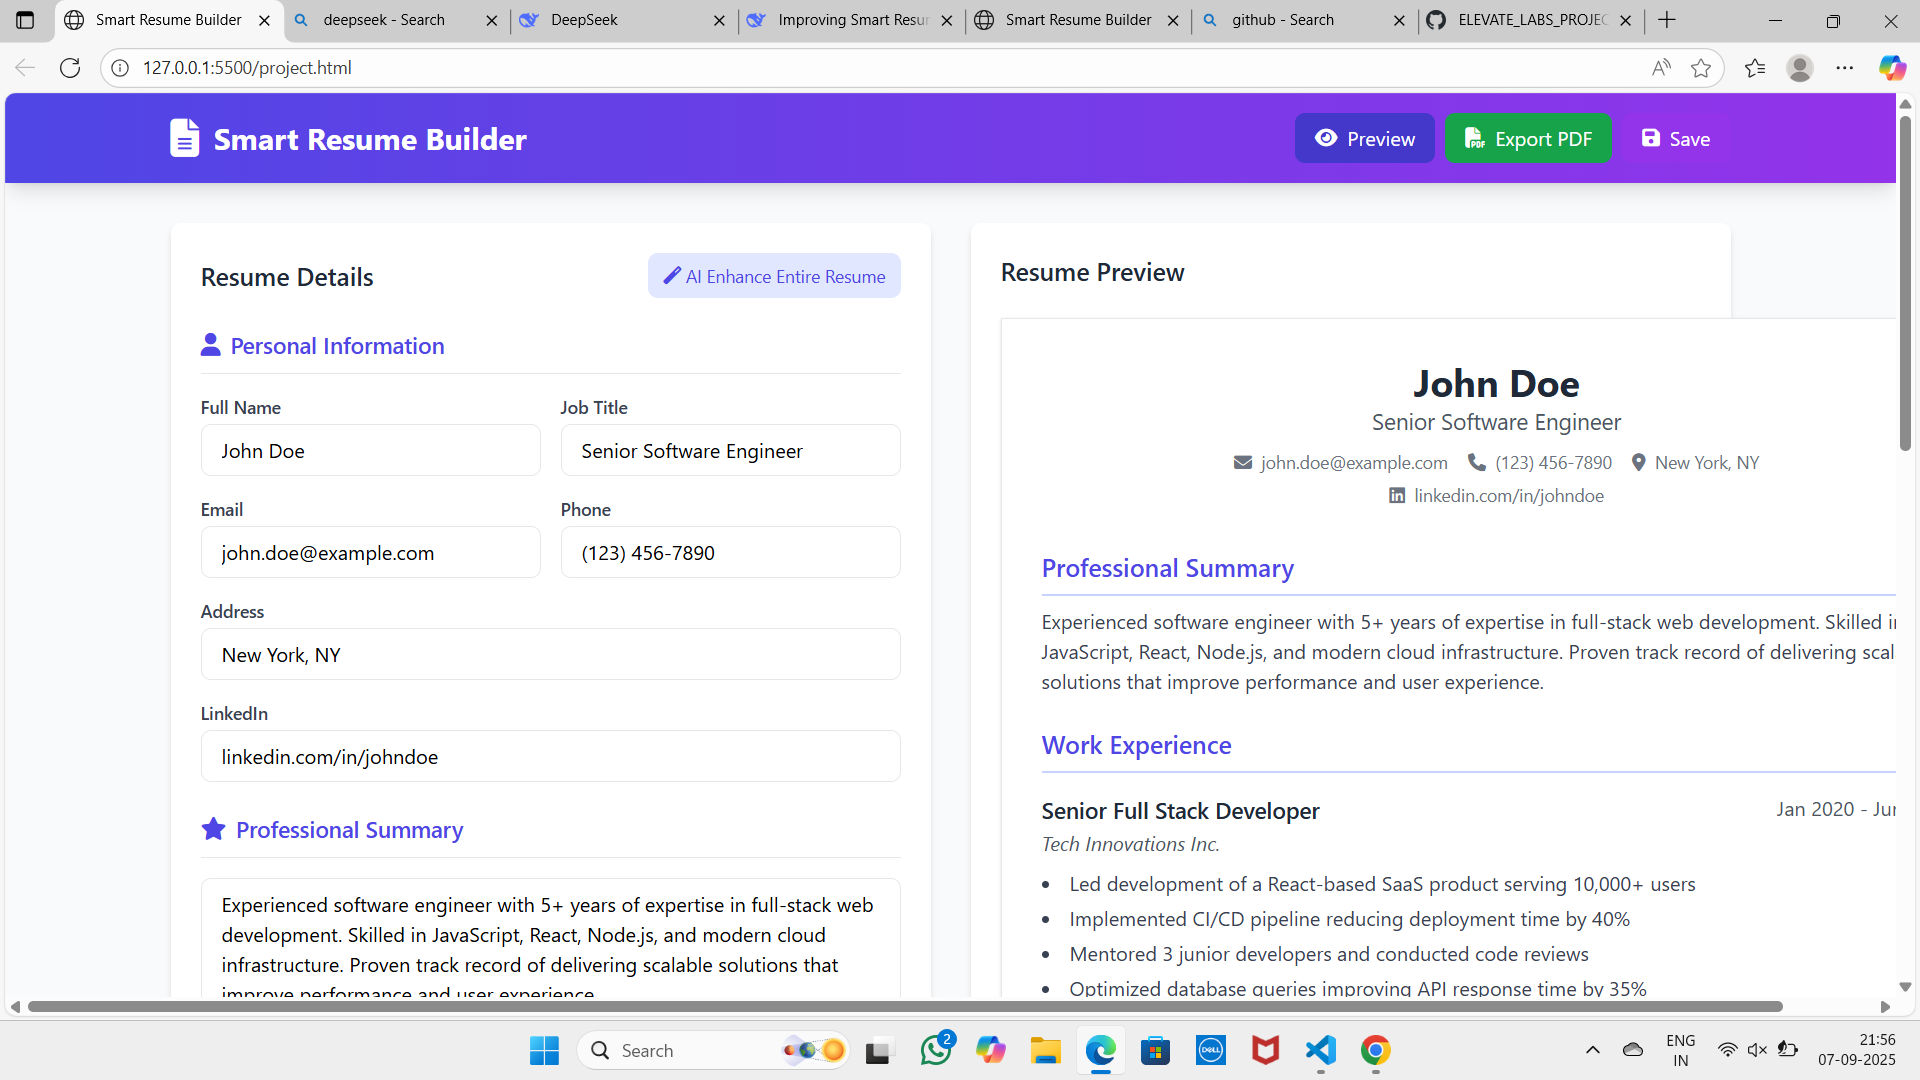 Smart Resume Builder
deepseek - Search
DeepSeek
Improving Smart Resur
Smart Resume Builder
github - Search
ELEVATE_LABS_PROJEC
127.0.0.1:5500/project.html
Smart Resume Builder
Preview
PDF
Export PDF
Save
Resume Details
AI Enhance Entire Resume
Personal Information
Full Name
Job Title
John Doe
Senior Software Engineer
Email
Phone
john.doe@example.com
(123) 456-7890
Address
New York, NY
LinkedIn
linkedin.com/in/johndoe
Professional Summary
Experienced software engineer with 5+ years of expertise in full-stack web
development. Skilled in JavaScript, React, Node.js, and modern cloud
infrastructure. Proven track record of delivering scalable solutions that
improve performance and user experience.
Resume Preview
John Doe
Senior Software Engineer
john.doe@example.com (123) 456-7890 New York, NY
linkedin.com/in/johndoe
Professional Summary
Experienced software engineer with 5+ years of expertise in full-stack web development. Skilled in
JavaScript, React, Node.js, and modern cloud infrastructure. Proven track record of delivering scal
solutions that improve performance and user experience.
Work Experience
Senior Full Stack Developer
Jan 2020 - Jun
Tech Innovations Inc.
• Led development of a React-based SaaS product serving 10,000+ users
• Implemented CI/CD pipeline reducing deployment time by 40%
• Mentored 3 junior developers and conducted code reviews
• Optimized database queries improving API response time by 35%
Search
2
DELL
ENG
IN
21:56
07-09-2025